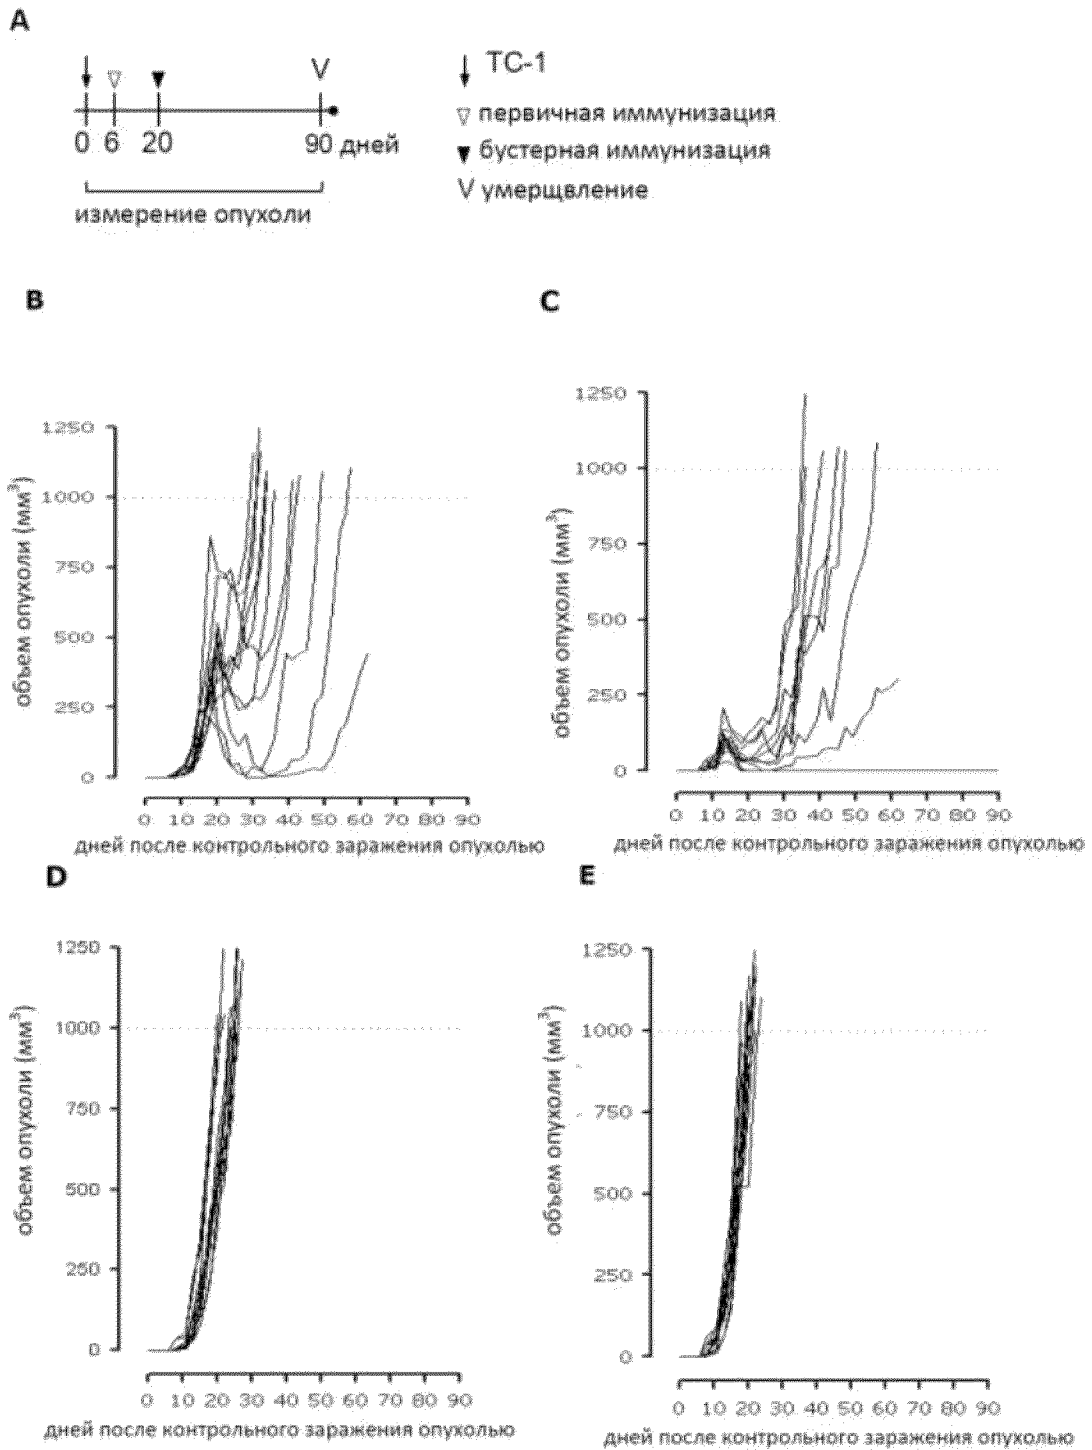 A
V
0 6 20 90 дней
измерение опухоли
TC-1
первичная иммунизация
бустерная иммунизация
V умерщвление
B
объем опухоли (мм³)
1250
1000
750
500
250
0
0 10 20 30 40 50 60 70 80 90
дней после контрольного заражения опухолью
C
объем опухоли (мм³)
1250
1000
750
500
250
0
0 10 20 30 40 50 60 70 80 90
дней после контрольного заражения опухолью
D
объем опухоли (мм³)
1250
1000
750
500
250
0
0 10 20 30 40 50 60 70 80 90
дней после контрольного заражения опухолью
E
объем опухоли (мм³)
1250
1000
750
500
250
0
0 10 20 30 40 50 60 70 80 90
дней после контрольного заражения опухолью